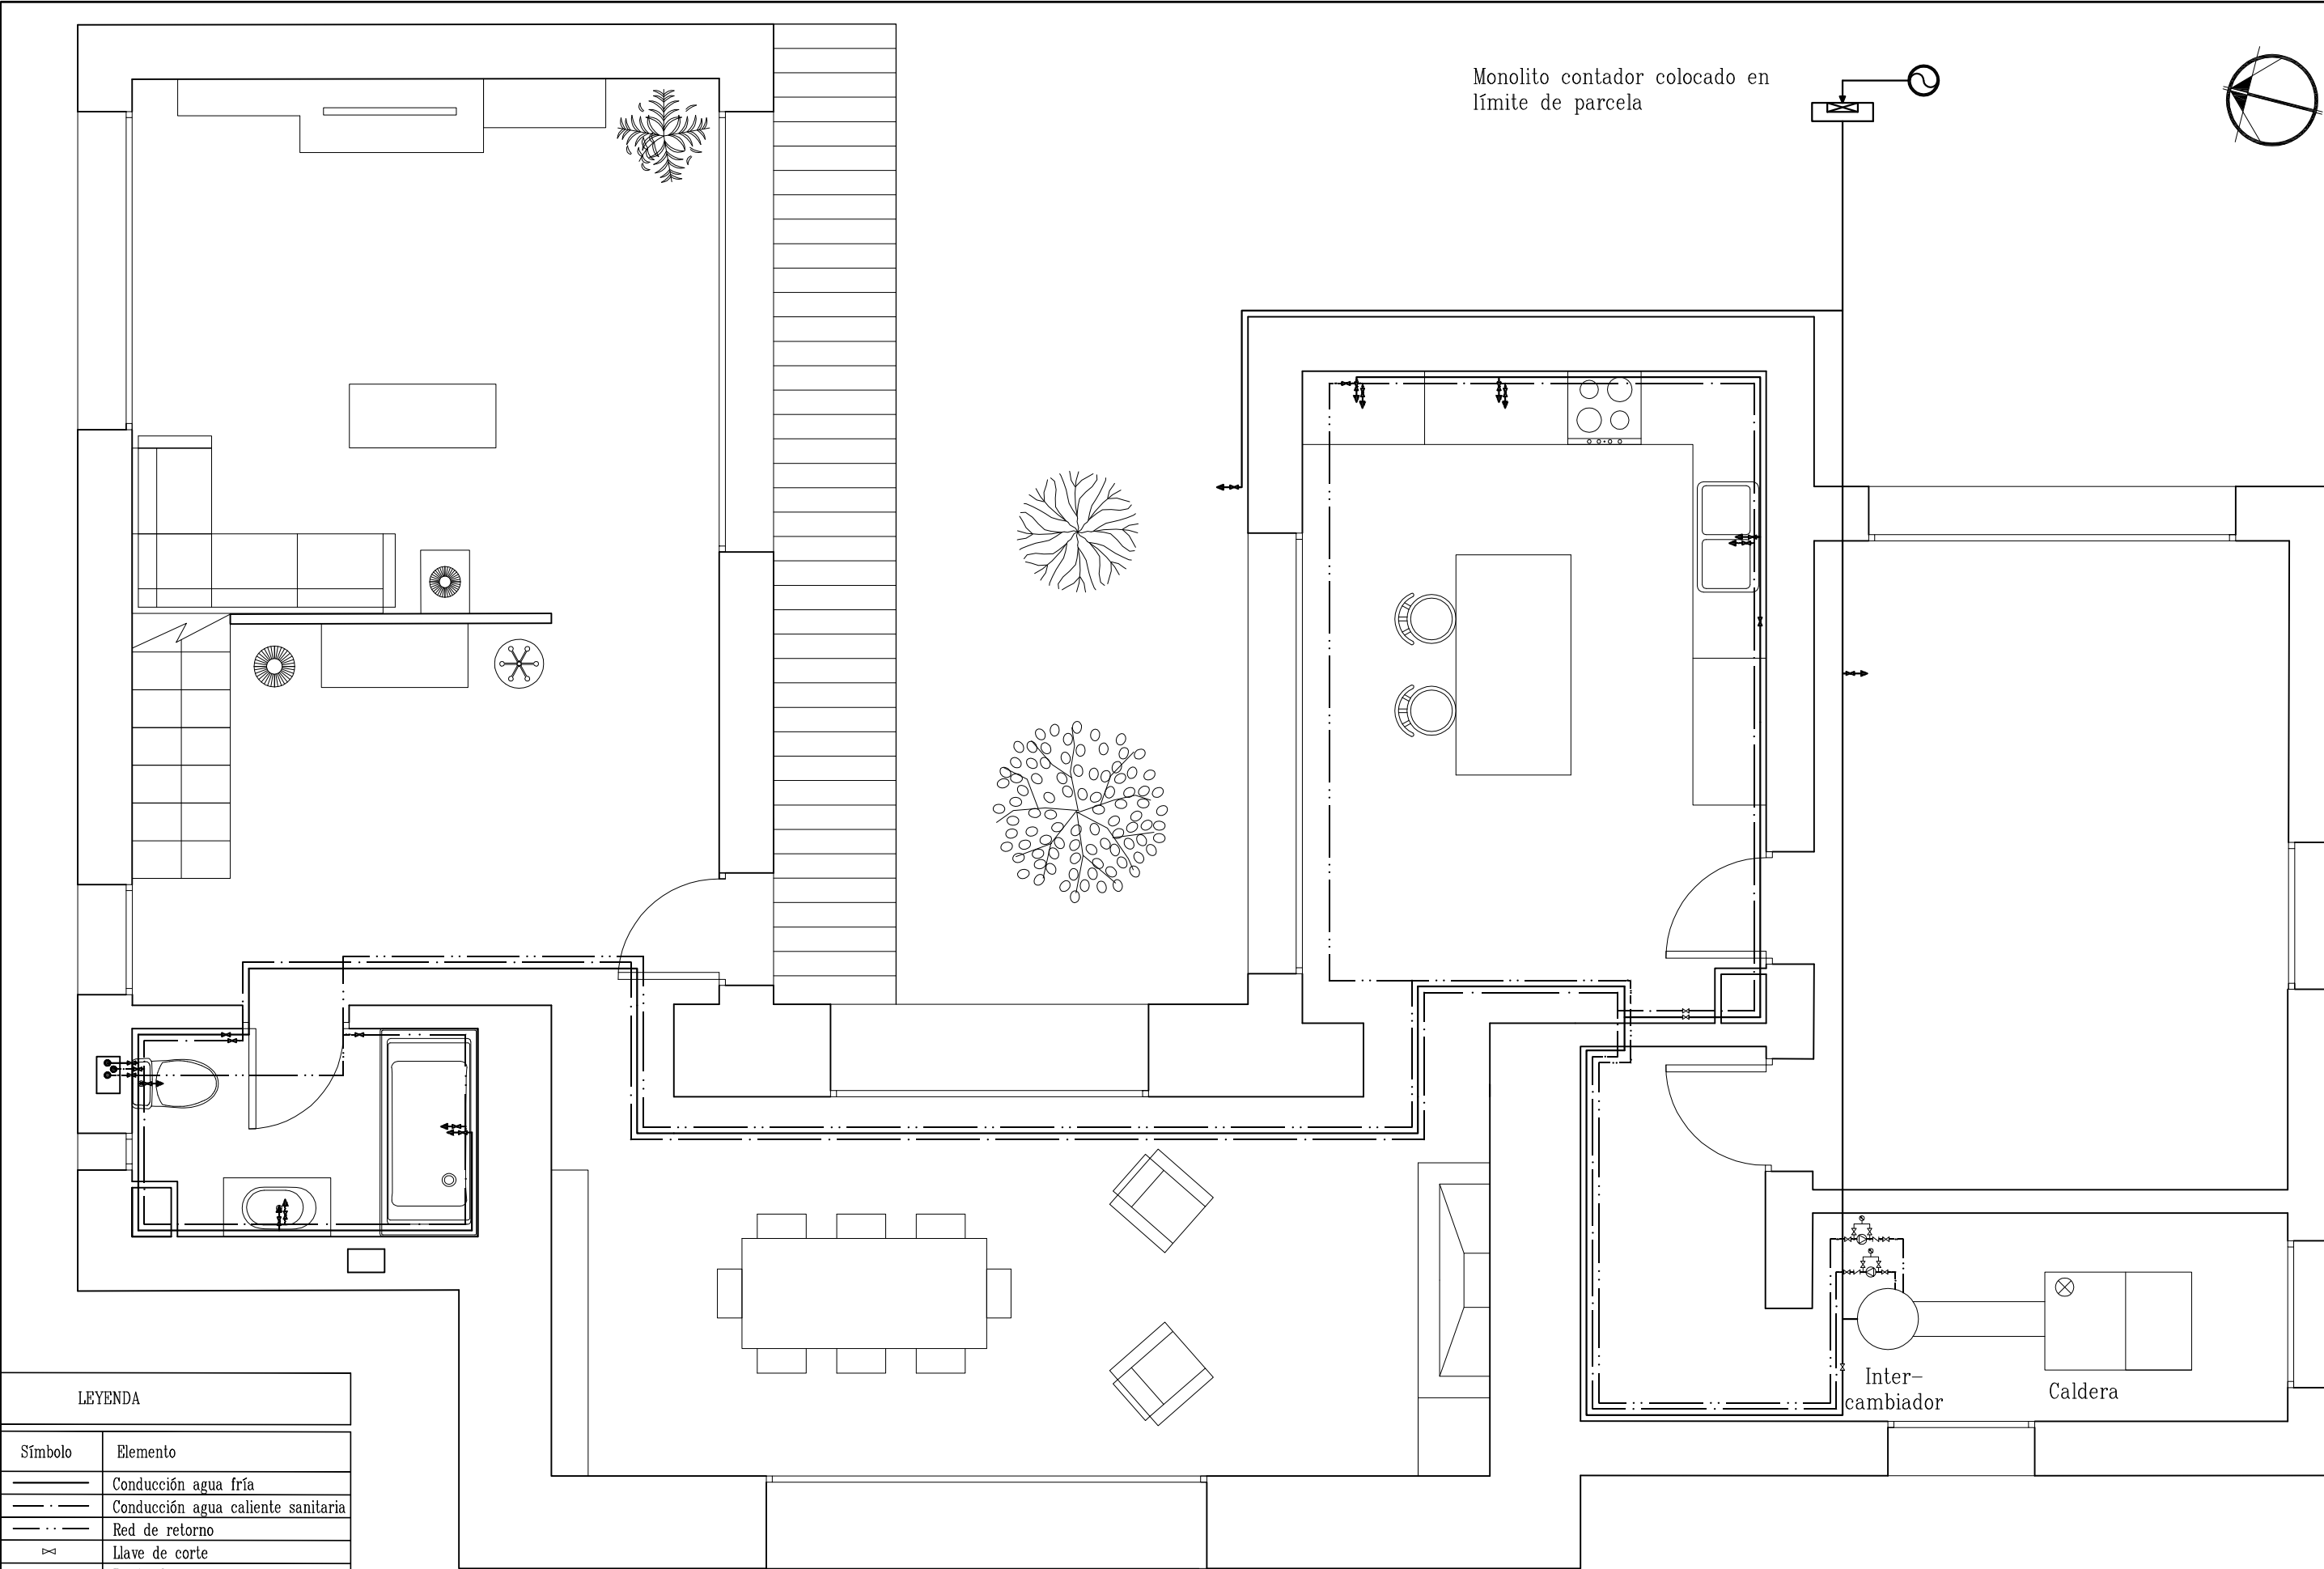 Monolito contador colocado en
límite de parcela
Inter-
cambiador
Caldera
LEYENDA
Símbolo Elemento
Conducción agua fría
Conducción agua caliente sanitaria
Red de retorno
Llave de corte